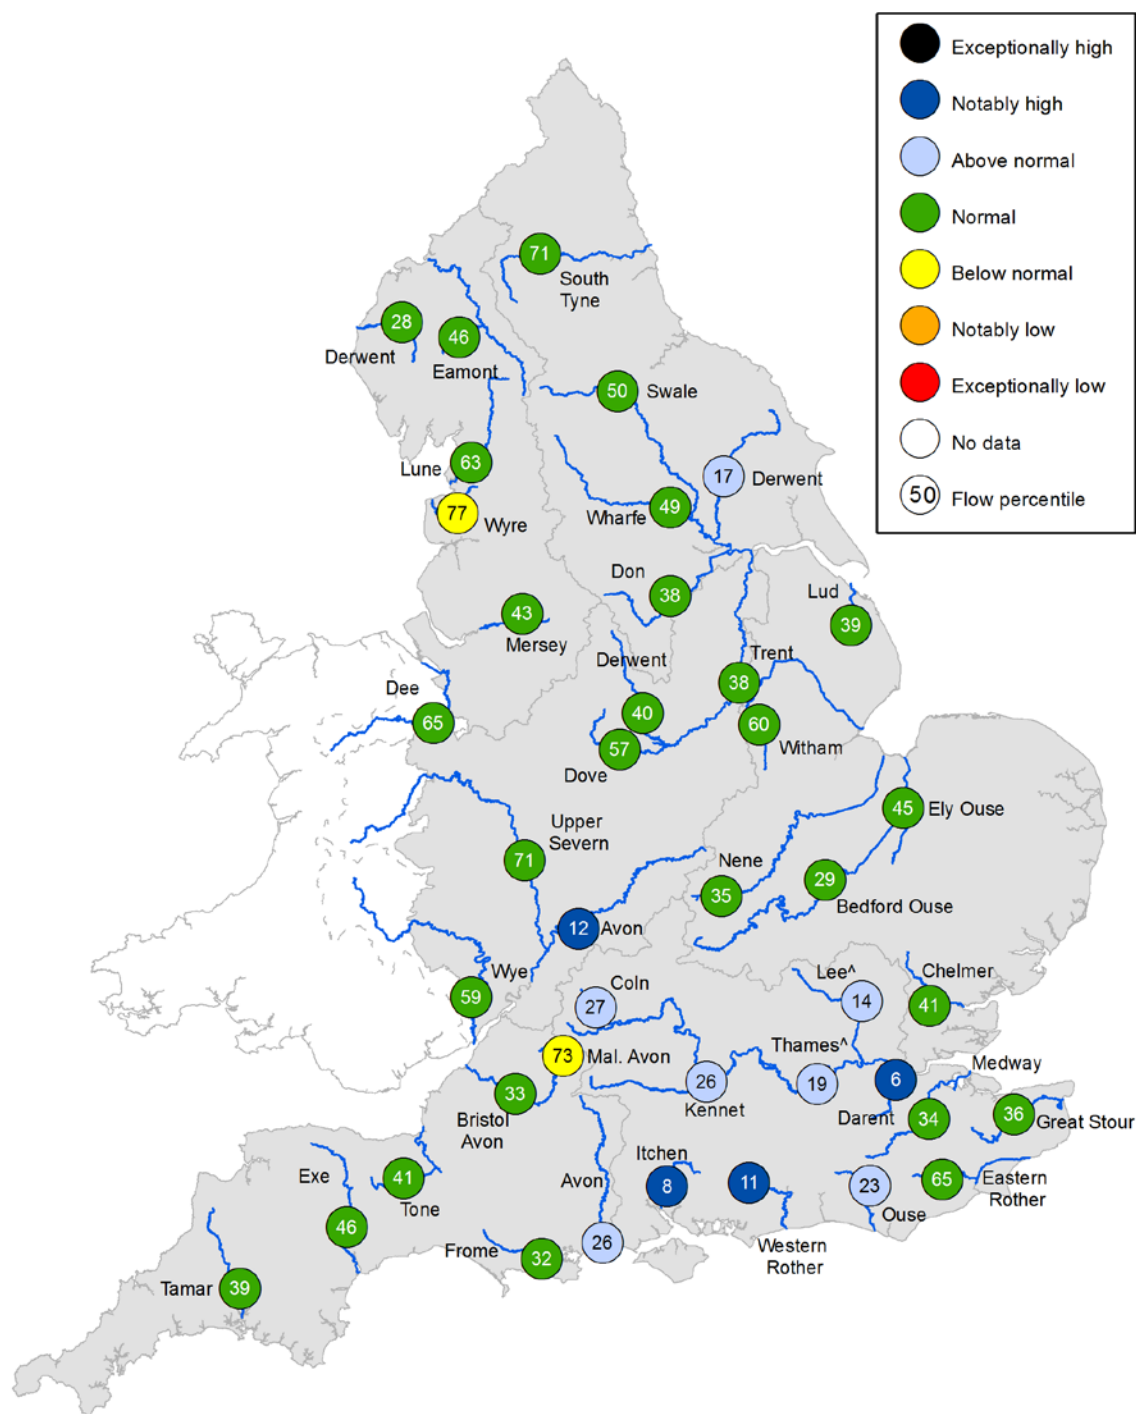 Exceptionally high
Notably high
Above normal
Normal
Below normal
Notably low
Exceptionally low
No data
50 Flow percentile
71
South
Tyne
28
Derwent
46
Eamont
50 Swale
Lune 63
17
Derwent
77
Wyre
Wharfe 49
Don
38
Lud
39
43
Mersey
Derwent
40
Trent
38
Dee
65
60
Witham
57
Dove
45 Ely Ouse
Upper
Severn
71
Nene
35
29
Bedford Ouse
12 Avon
Wye
59
Coln
27
Lee^
14
Chelmer
41
73 Mal. Avon
Thames^
19
26
Kennet
6
Darent
Medway
34
36
Great Stour
33
Bristol
Avon
Itchen
8
11
Western
Rother
23
Ouse
65
Eastern
Rother
Exe
46
41
Tone
Avon
26
Frome
32
Tamar 39